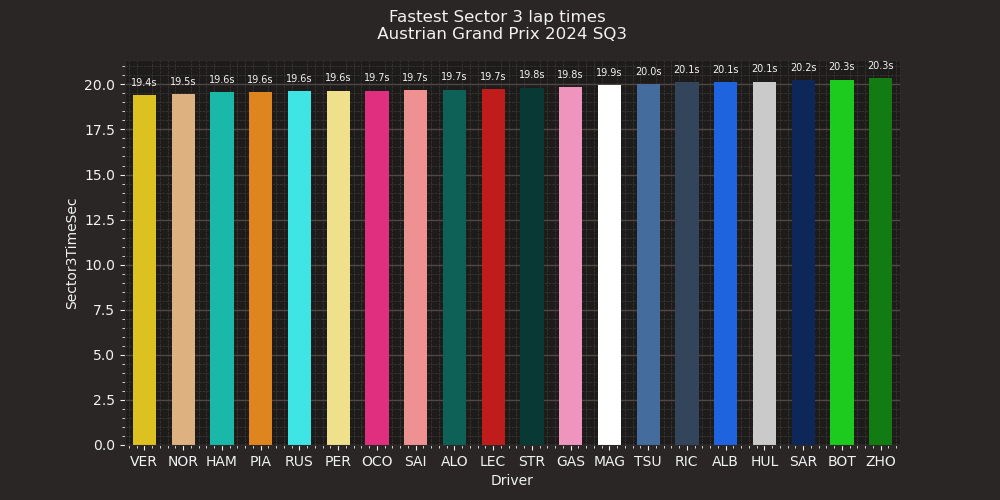 Fastest Sector 3 lap times
Austrian Grand Prix 2024 SQ3
19.4s 19.5s 19.6s 19.6s 19.6s 19.6s 19.7s 19.7s 19.7s 19.7s 19.8s 19.8s 19.9s 20.0s 20.1s 20.1s 20.1s 20.2s 20.3s 20.3s
20.0
17.5
15.0
12.5
10.0
7.5
5.0
2.5
0.0
Sector3TimeSec
VER NOR HAM PIA RUS PER OCO SAI ALO LEC STR GAS MAG TSU RIC ALB HUL SAR BOT ZHO
Driver